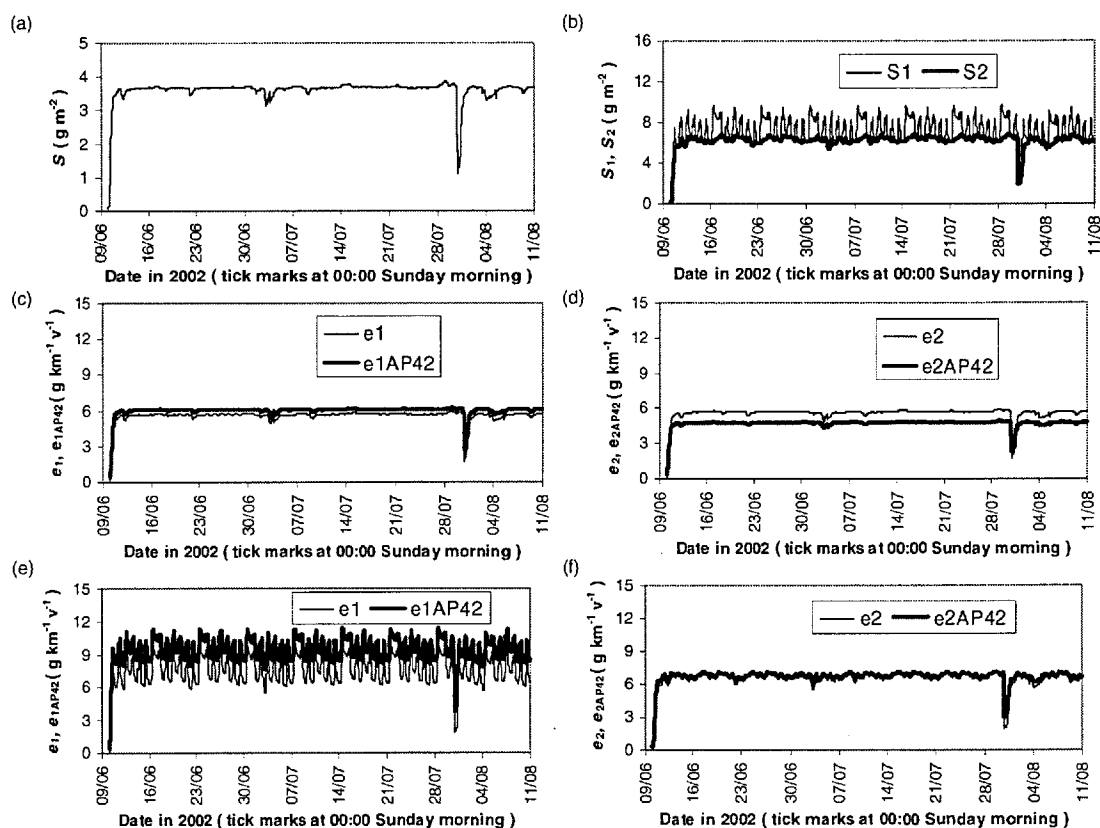 (a)
5
4
3
2
1
0
S (g m⁻²)
09/06 16/06 23/06 30/06 07/07 14/07 21/07 28/07 04/08 11/08
Date in 2002 ( tick marks at 00:00 Sunday morning )
(b)
16
12
8
4
0
S₁, S₂ ( g m⁻² )
S1 S2
09/06 16/06 23/06 30/06 07/07 14/07 21/07 28/07 04/08 11/08
Date in 2002 ( tick marks at 00:00 Sunday morning )
(c)
15
12
9
6
3
0
e₁, e₁AP42 ( g km⁻¹ v⁻¹ )
e1
e1AP42
09/06 16/06 23/06 30/06 07/07 14/07 21/07 28/07 04/08 11/08
Date in 2002 ( tick marks at 00:00 Sunday morning )
(d)
15
12
9
6
3
0
e₂, e₂AP42 ( g km⁻¹ v⁻¹ )
e2
e2AP42
09/06 16/06 23/06 30/06 07/07 14/07 21/07 28/07 04/08 11/08
Date in 2002 ( tick marks at 00:00 Sunday morning )
(e)
15
12
9
6
3
0
e₁, e₁AP42 ( g km⁻¹ v⁻¹ )
e1 e1AP42
09/06 16/06 23/06 30/06 07/07 14/07 21/07 28/07 04/08 11/08
Date in 2002 ( tick marks at 00:00 Sunday morning )
(f)
15
12
9
6
3
0
e₂, e₂AP42 ( g km⁻¹ v⁻¹ )
e2 e2AP42
09/06 16/06 23/06 30/06 07/07 14/07 21/07 28/07 04/08 11/08
Date in 2002 ( tick marks at 00:00 Sunday morning )